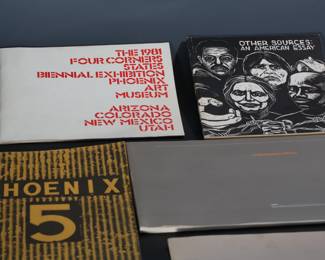 THE 1981
FOUR CORNERS
STATES
BIENNIAL EXHIBITION
PHOENIX
ART
MUSEUM
ARIZONA
COLORADO
NEW MEXICO
UTAH
OTHER SOURCES:
AN AMERICAN ESSAY
HOENIX
5